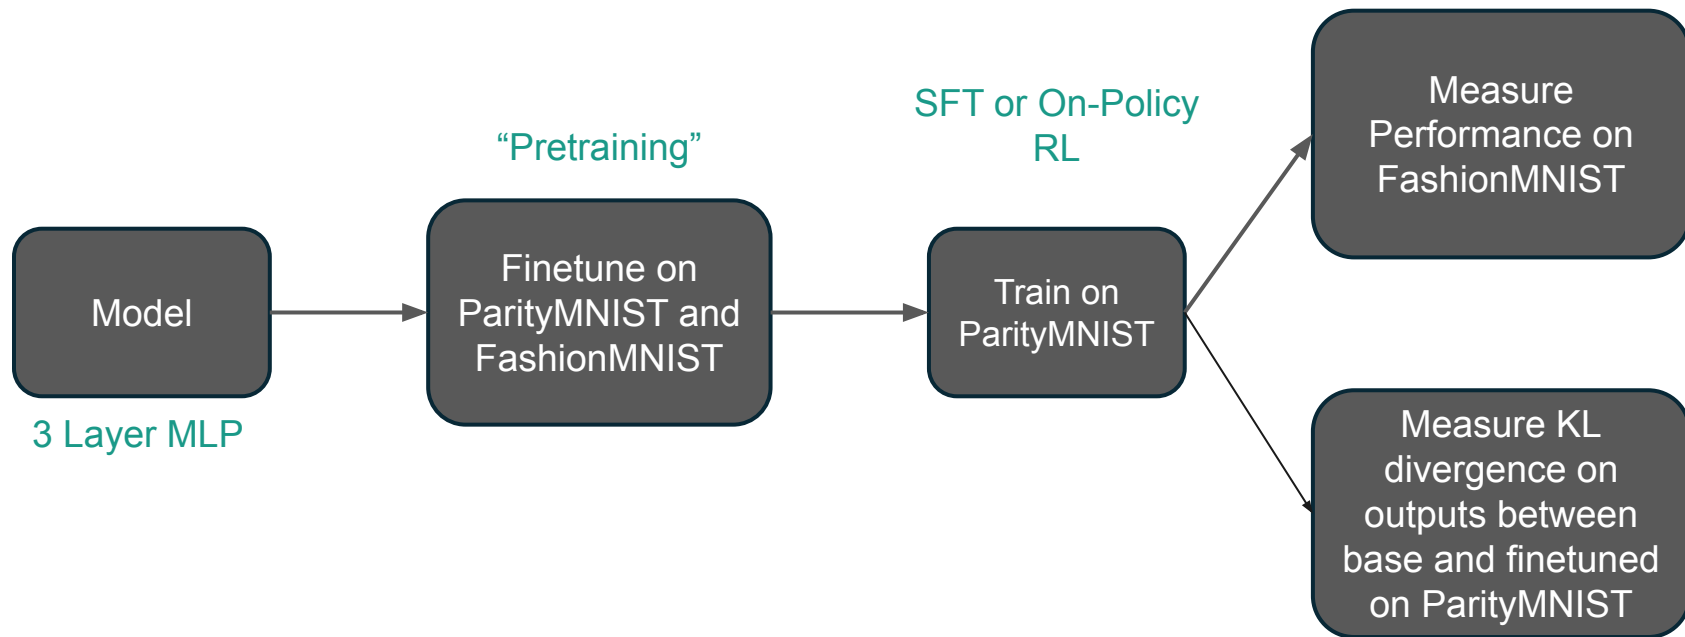 Model
3 Layer MLP
“Pretraining”
Finetune on
ParityMNIST and
FashionMNIST
SFT or On-Policy
RL
Train on
ParityMNIST
Measure
Performance on
FashionMNIST
Measure KL
divergence on
outputs between
base and finetuned
on ParityMNIST